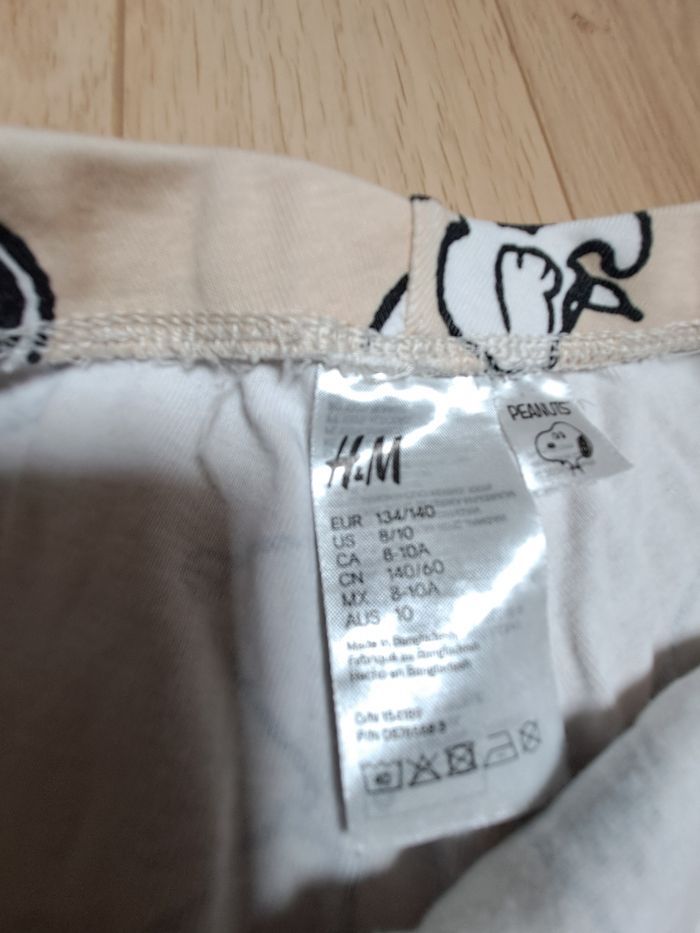 H&M
PEANUTS
EUR 134/140
US 8/10
CA 8-10A
CN 140/60
MX 8-10A
AUS 10
Made in Bangladesh
Fabriqué au Bangladesh
Hecho en Bangladesh
40